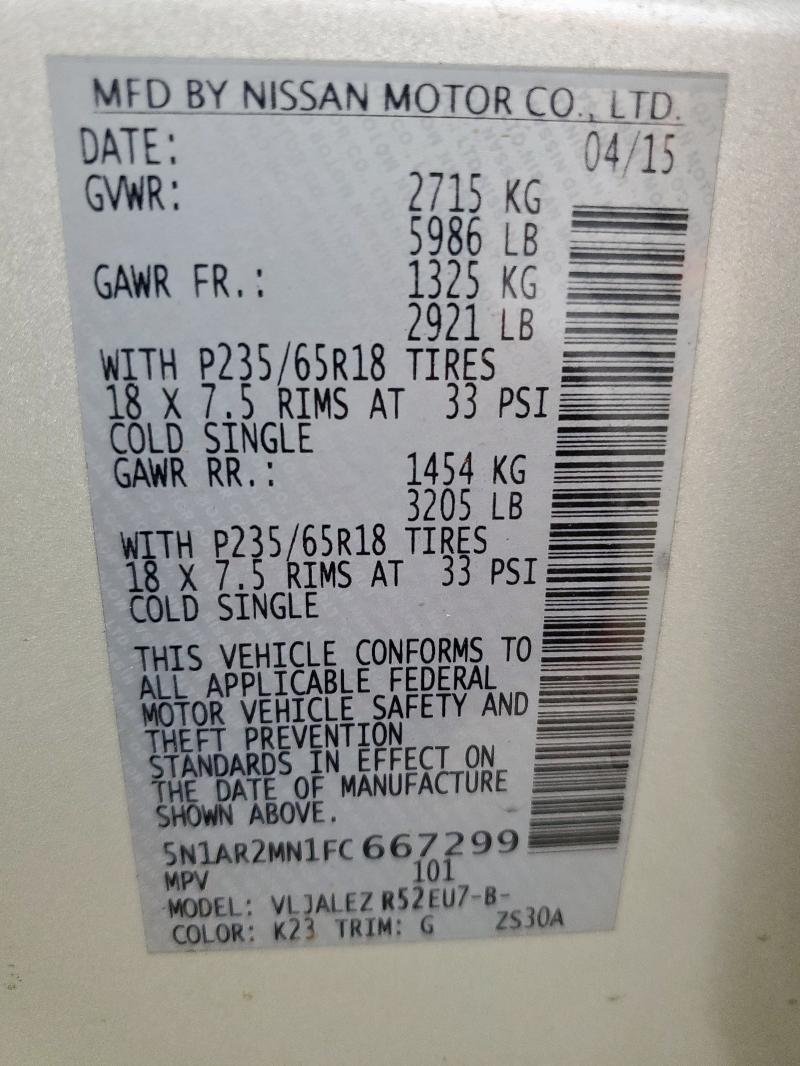 MFD BY NISSAN MOTOR CO., LTD.
DATE: 04/15
GVWR: 2715 KG
5986 LB
GAWR FR.: 1325 KG
2921 LB
WITH P235/65R18 TIRES
18 X 7.5 RIMS AT 33 PSI
COLD SINGLE
GAWR RR.: 1454 KG
3205 LB
WITH P235/65R18 TIRES
18 X 7.5 RIMS AT 33 PSI
COLD SINGLE
THIS VEHICLE CONFORMS TO
ALL APPLICABLE FEDERAL
MOTOR VEHICLE SAFETY AND
THEFT PREVENTION
STANDARDS IN EFFECT ON
THE DATE OF MANUFACTURE
SHOWN ABOVE.
5N1AR2MN1FC667299
MPV 101
MODEL: VLJALEZ R52EU7-B-
COLOR: K23 TRIM: G ZS30A